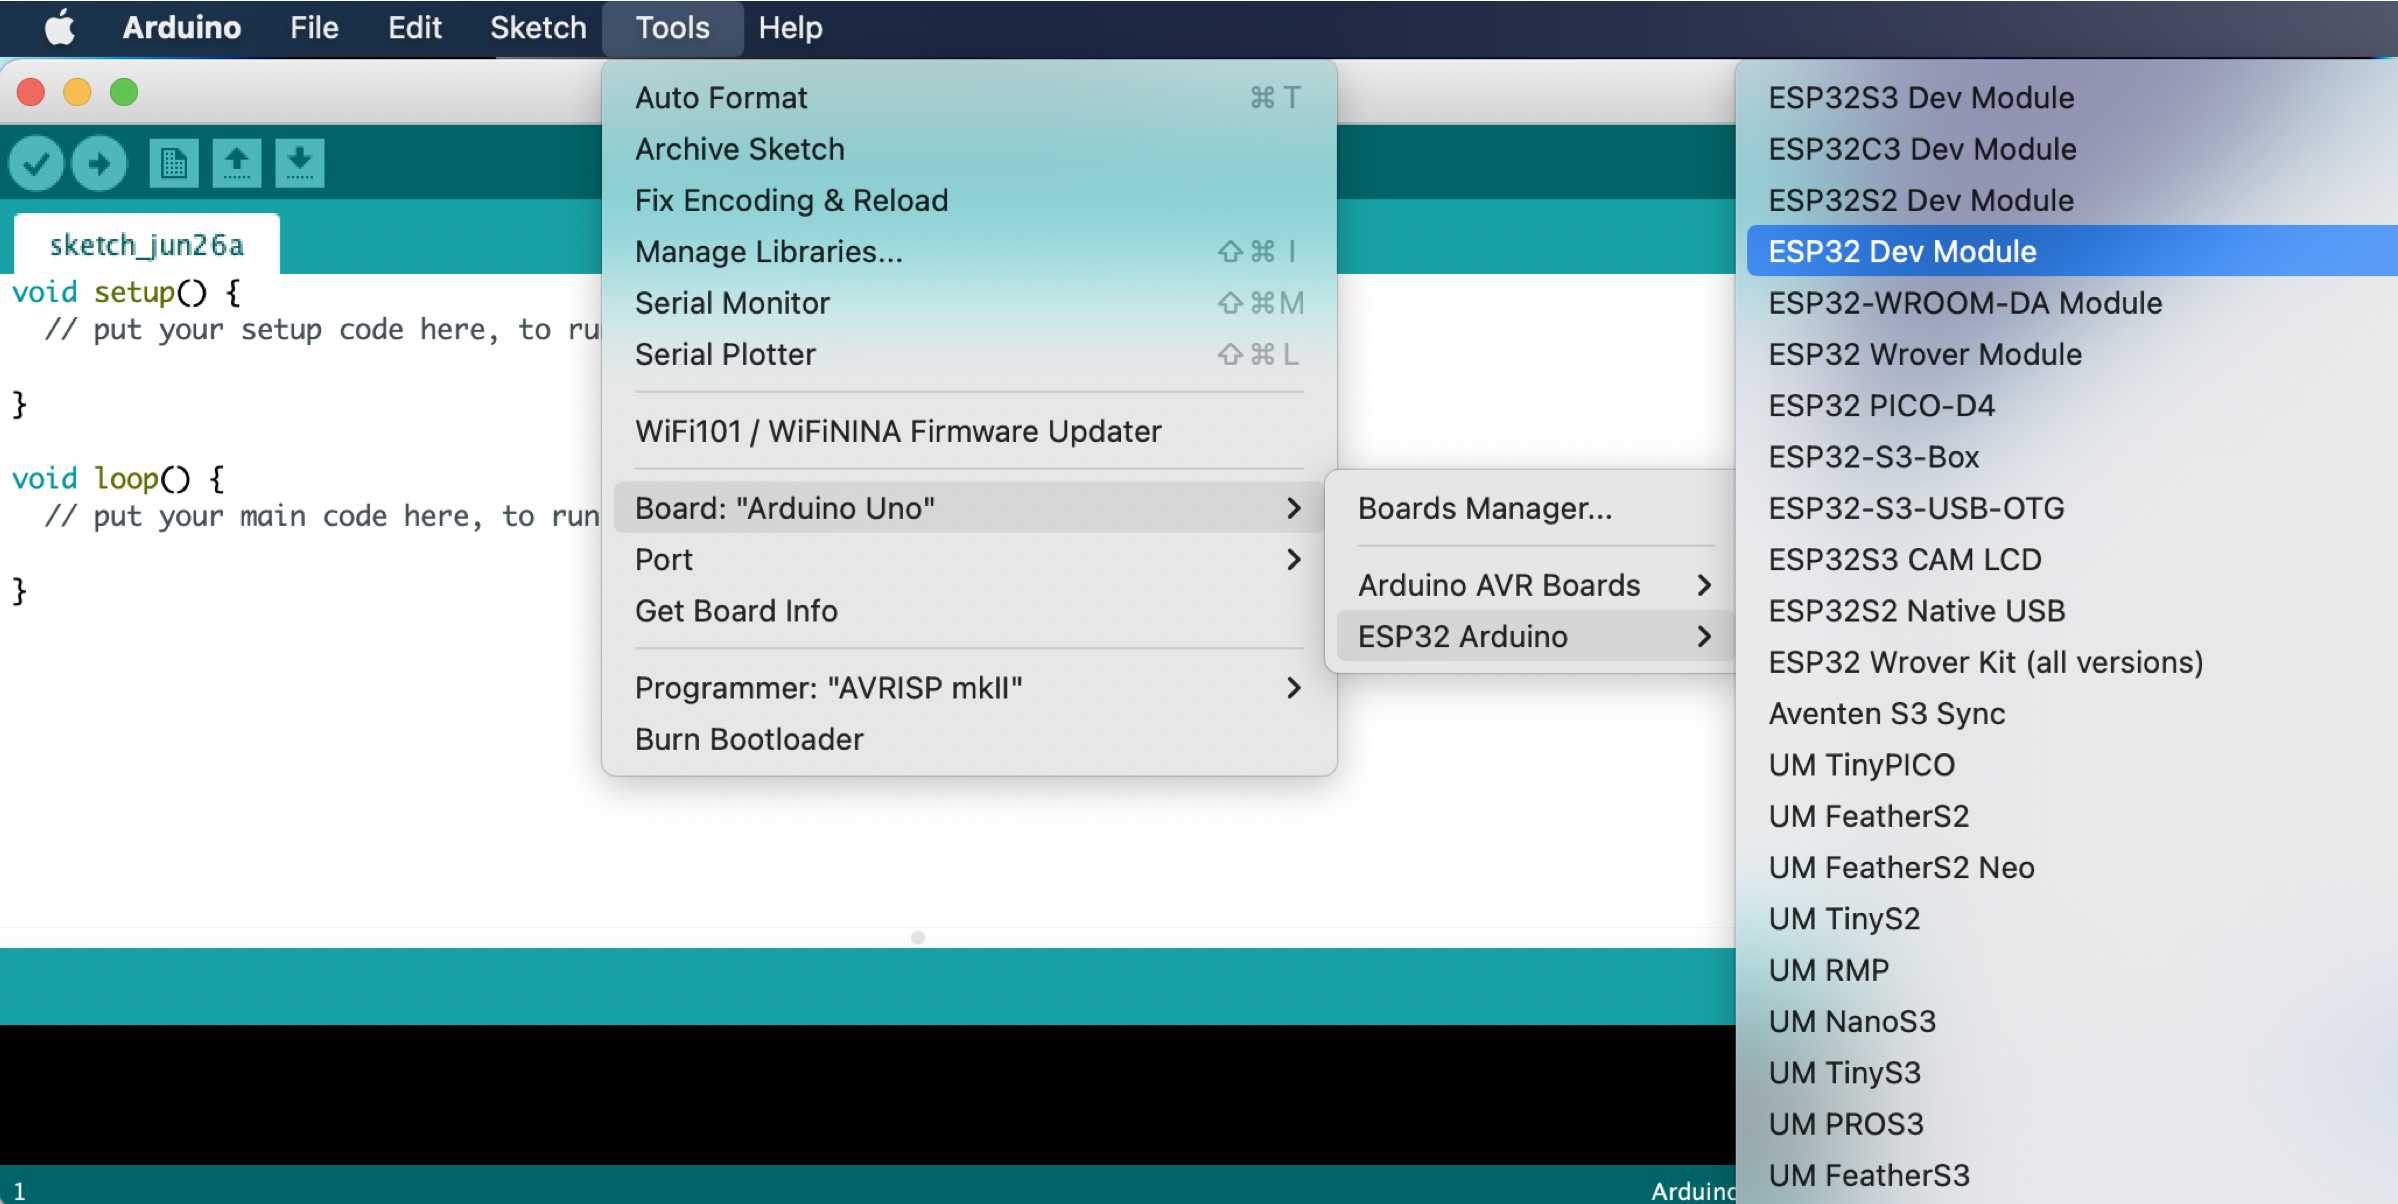 Arduino File Edit Sketch Tools Help
sketch_jun26a
void setup() {
// put your setup code here, to ru
}
void loop() {
// put your main code here, to run
}
Auto Format ⌘ T
Archive Sketch
Fix Encoding & Reload
Manage Libraries... ⇧⌘ I
Serial Monitor ⇧⌘M
Serial Plotter ⇧⌘ L
WiFi101 / WiFiNINA Firmware Updater
Board: "Arduino Uno"
Port
Get Board Info
Programmer: "AVRISP mkII"
Burn Bootloader
Boards Manager...
Arduino AVR Boards
ESP32 Arduino
ESP32S3 Dev Module
ESP32C3 Dev Module
ESP32S2 Dev Module
ESP32 Dev Module
ESP32-WROOM-DA Module
ESP32 Wrover Module
ESP32 PICO-D4
ESP32-S3-Box
ESP32-S3-USB-OTG
ESP32S3 CAM LCD
ESP32S2 Native USB
ESP32 Wrover Kit (all versions)
Aventen S3 Sync
UM TinyPICO
UM FeatherS2
UM FeatherS2 Neo
UM TinyS2
UM RMP
UM NanoS3
UM TinyS3
UM PROS3
UM FeatherS3
1
Arduino